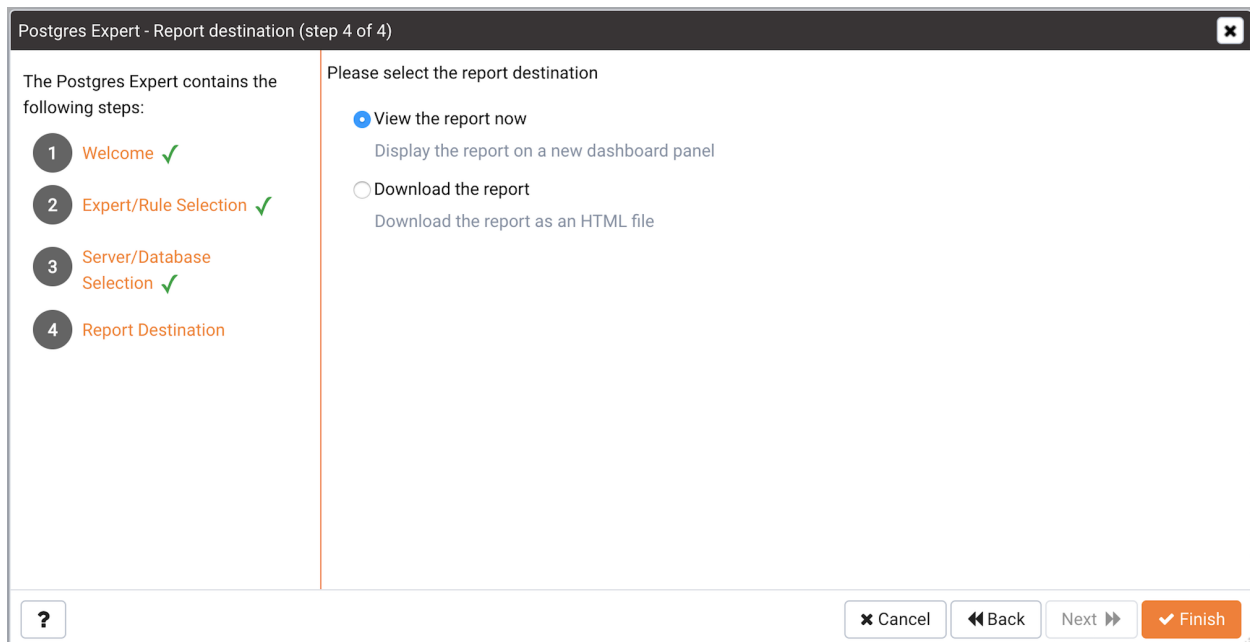 Postgres Expert - Report destination (step 4 of 4)
The Postgres Expert contains the
following steps:
1 Welcome
2 Expert/Rule Selection
3 Server/Database
Selection
4 Report Destination
Please select the report destination
View the report now
Display the report on a new dashboard panel
Download the report
Download the report as an HTML file
? Cancel Back Next Finish